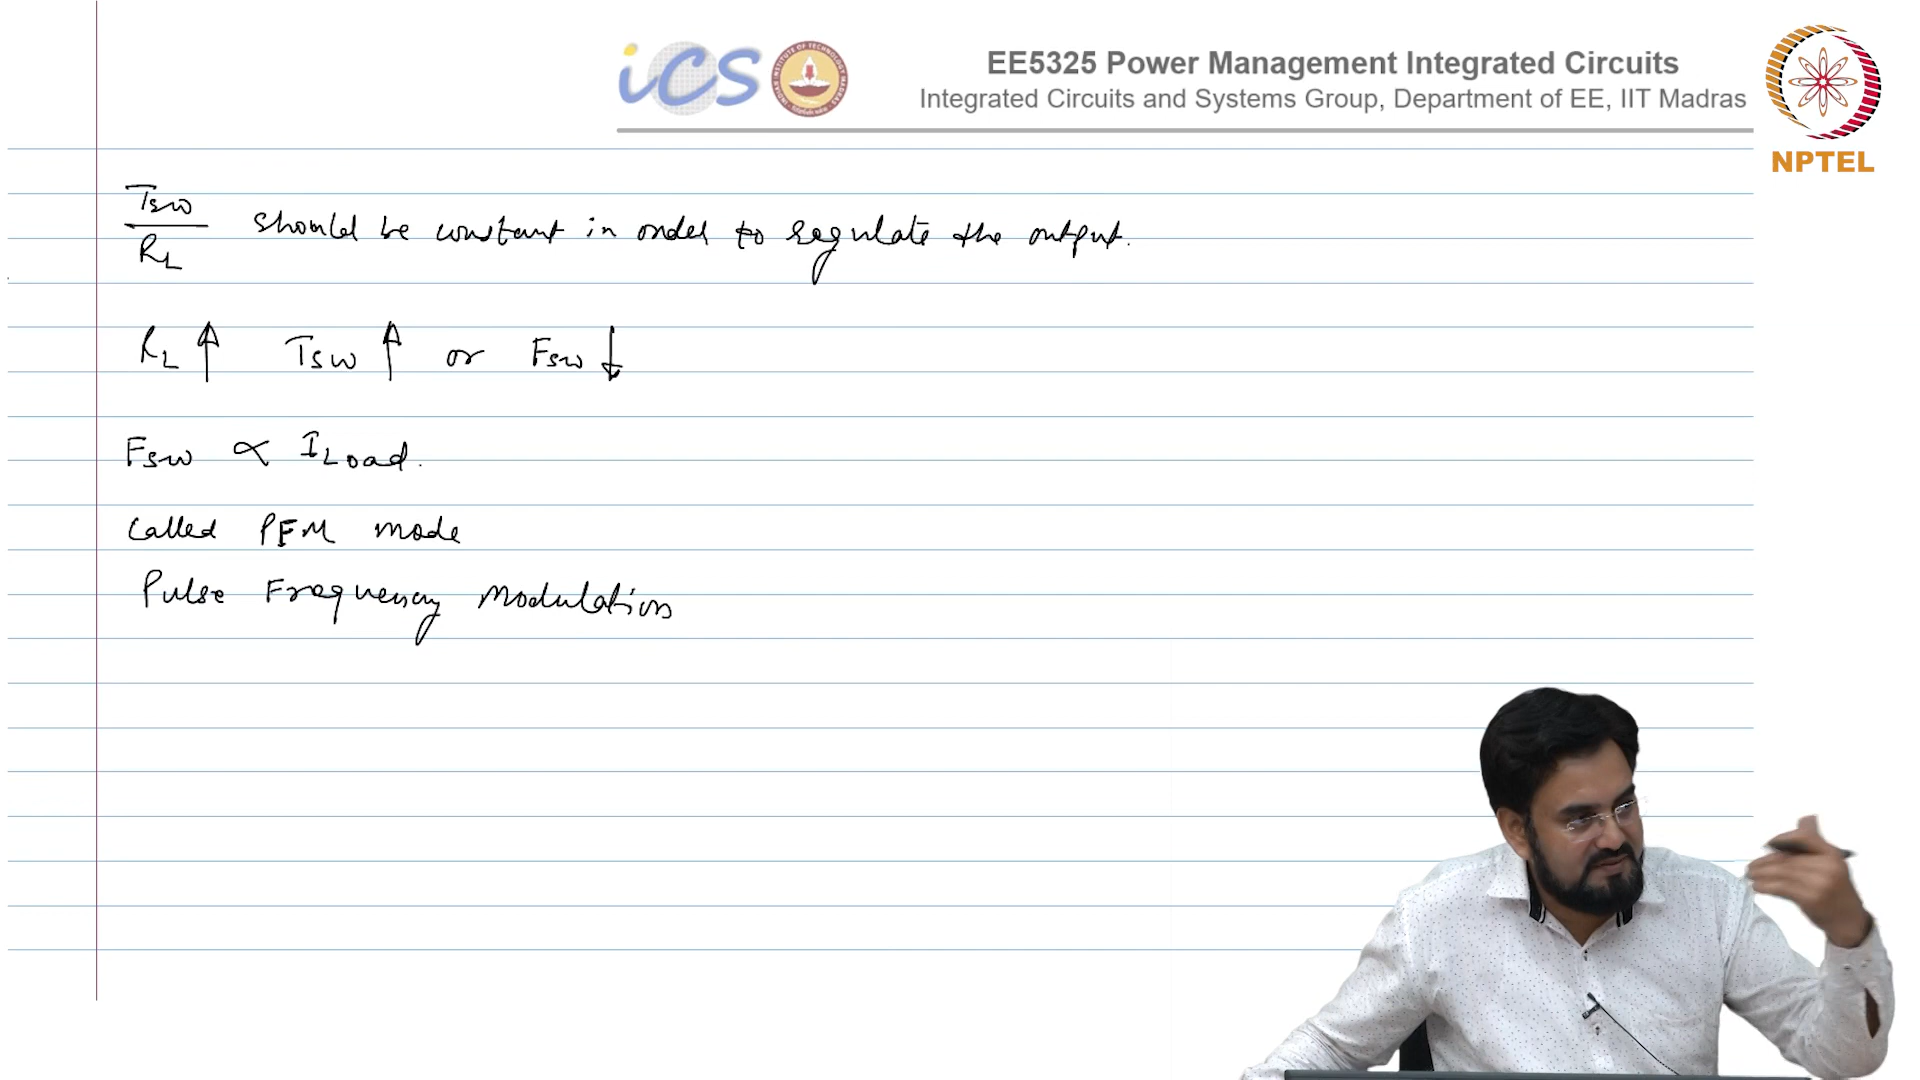 iCS
EE5325 Power Management Integrated Circuits
Integrated Circuits and Systems Group, Department of EE, IIT Madras
NPTEL
Tsw
RL
should be constant in order to regulate the output.
RL ↑ Tsw ↑ or Fsw ↓
Fsw ∝ ILoad.
Called PFM mode
Pulse Frequency Modulation